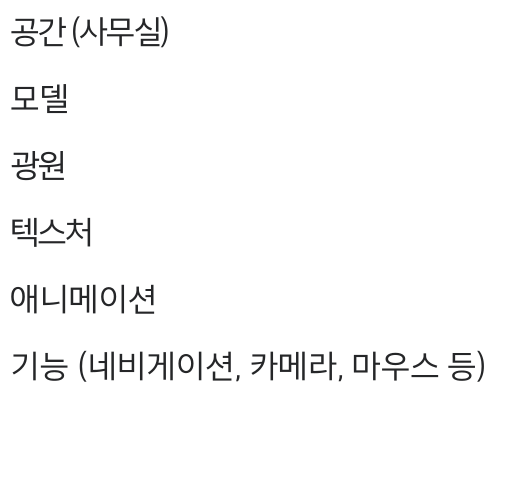 공간 (사무실)
모델
광원
텍스처
애니메이션
기능 (네비게이션, 카메라, 마우스 등)